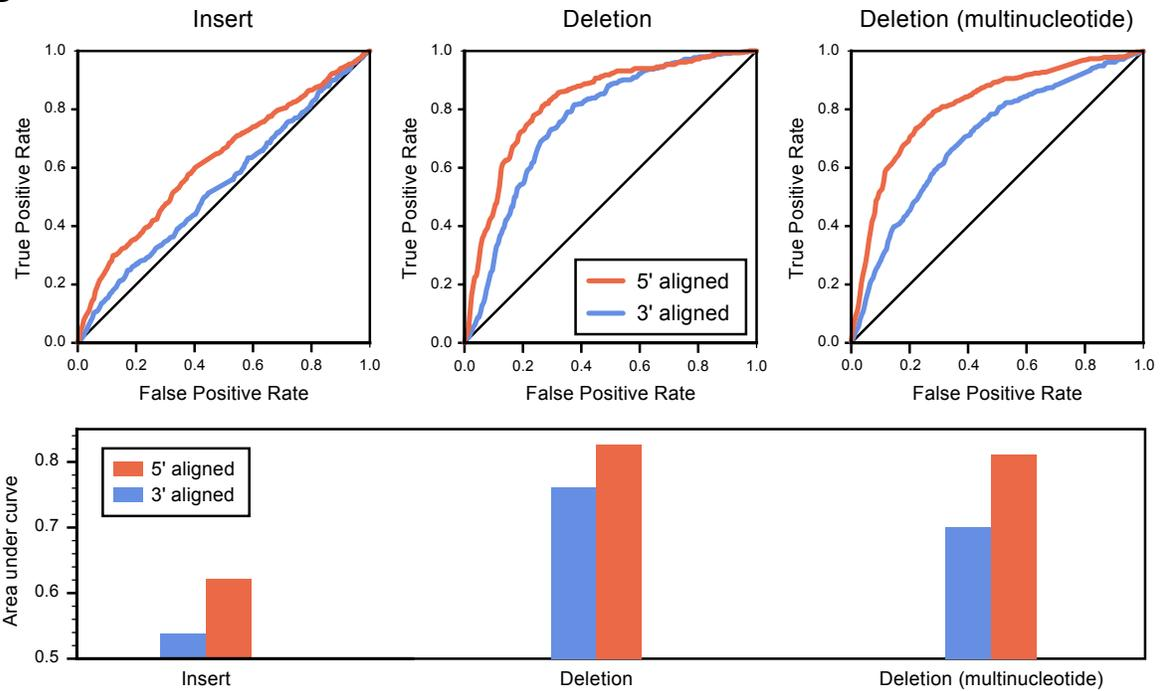 Insert
Deletion
Deletion (multinucleotide)
True Positive Rate
1.0
0.8
0.6
0.4
0.2
0.0
0.0 0.2 0.4 0.6 0.8 1.0
False Positive Rate
True Positive Rate
1.0
0.8
0.6
0.4
0.2
0.0
5' aligned
3' aligned
0.0 0.2 0.4 0.6 0.8 1.0
False Positive Rate
True Positive Rate
1.0
0.8
0.6
0.4
0.2
0.0
0.0 0.2 0.4 0.6 0.8 1.0
False Positive Rate
Area under curve
0.8
0.7
0.6
0.5
5' aligned
3' aligned
Insert
Deletion
Deletion (multinucleotide)